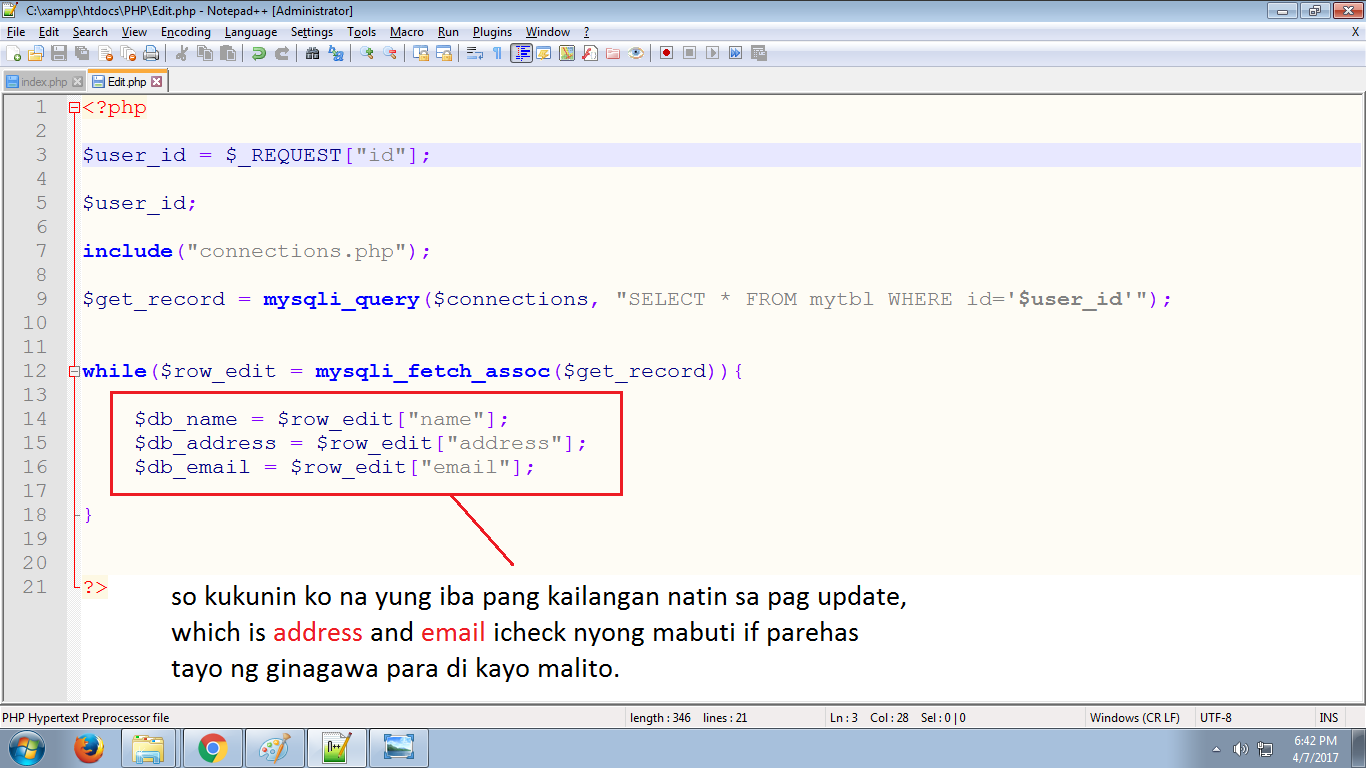 C:\xampp\htdocs\PHP\Edit.php - Notepad++ [Administrator]
File Edit Search View Encoding Language Settings Tools Macro Run Plugins Window ? X
index.php Edit.php
1 <?php
2
3 $user_id = $_REQUEST["id"];
4
5 $user_id;
6
7 include("connections.php");
8
9 $get_record = mysqli_query($connections, "SELECT * FROM mytbl WHERE id='$user_id'");
10
11
12 while($row_edit = mysqli_fetch_assoc($get_record)){
13
14 $db_name = $row_edit["name"];
15 $db_address = $row_edit["address"];
16 $db_email = $row_edit["email"];
17
18 }
19
20
21 ?>
so kukunin ko na yung iba pang kailangan natin sa pag update,
which is address and email icheck nyong mabuti if parehas
tayo ng ginagawa para di kayo malito.
PHP Hypertext Preprocessor file length : 346 lines : 21 Ln : 3 Col : 28 Sel : 0 | 0 Windows (CR LF) UTF-8 INS
6:42 PM
4/7/2017